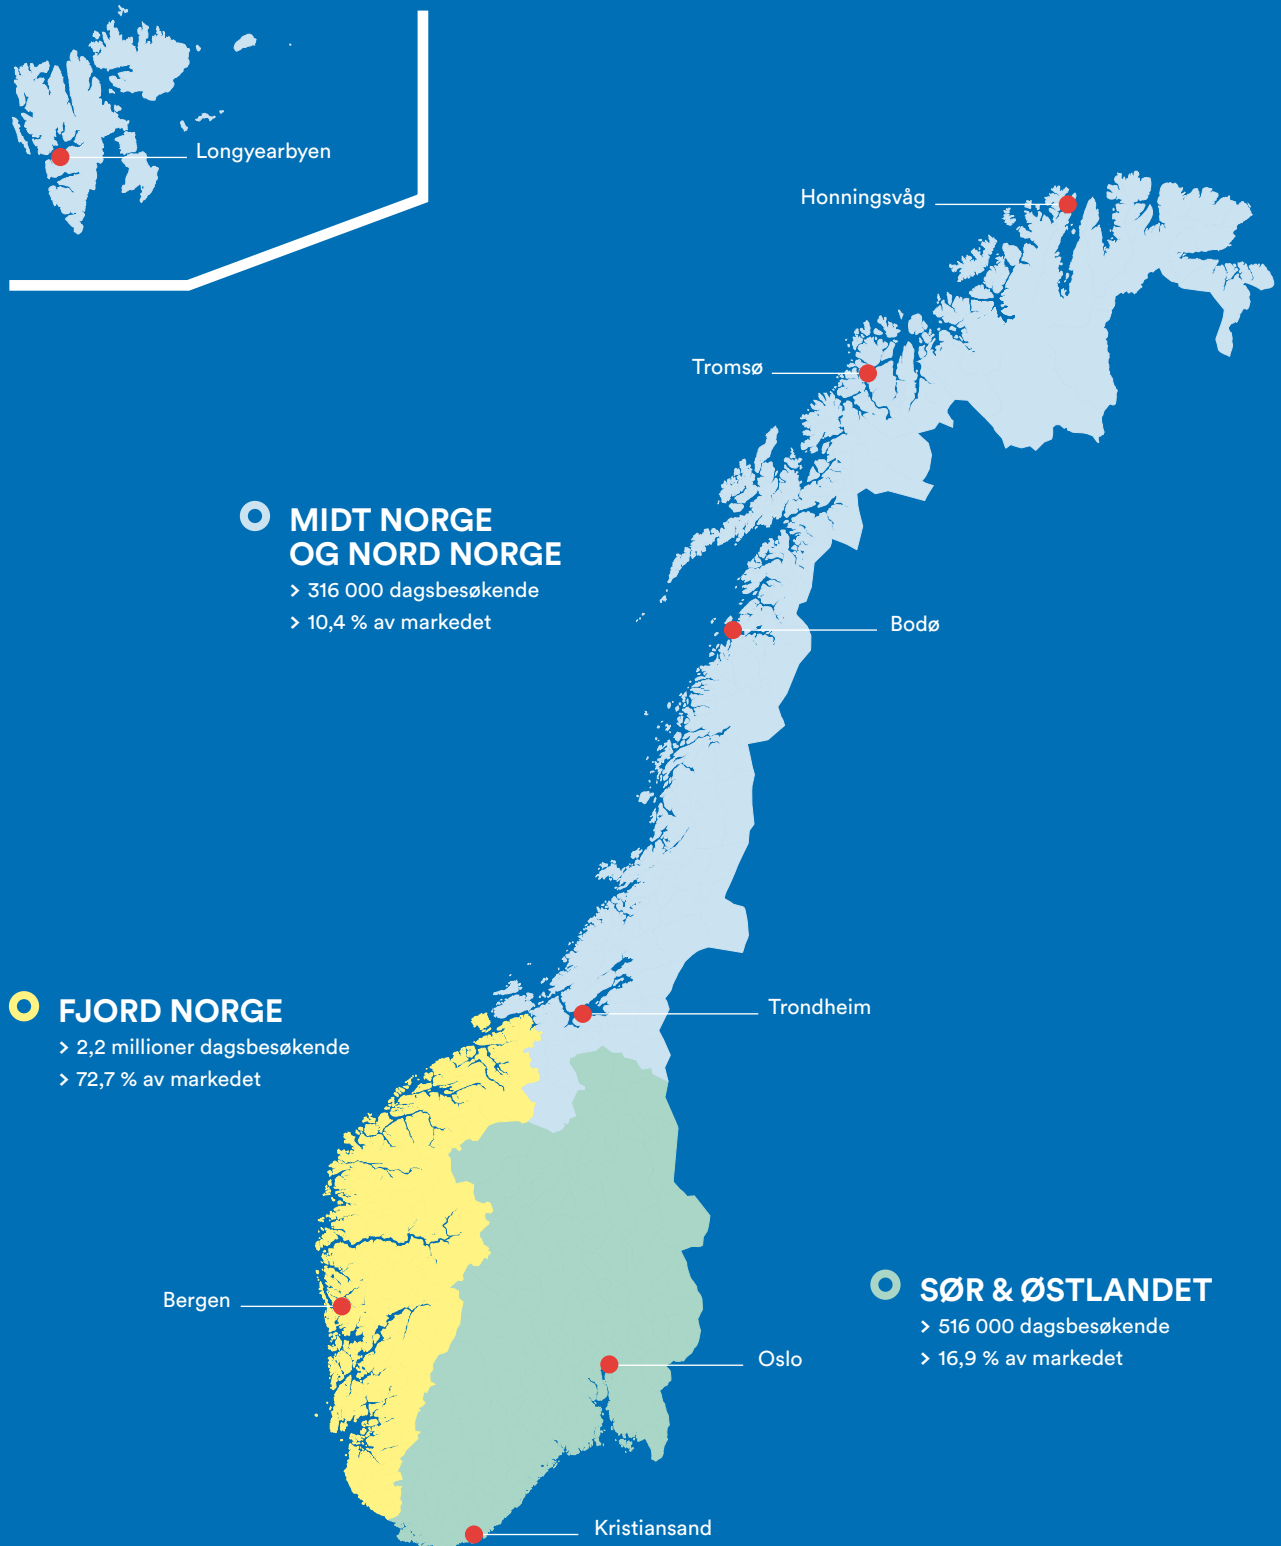 Longyearbyen
Honningsvåg
Tromsø
MIDT NORGE
OG NORD NORGE
> 316 000 dagsbesøkende
> 10,4 % av markedet
Bodø
FJORD NORGE
> 2,2 millioner dagsbesøkende
> 72,7 % av markedet
Trondheim
Bergen
SØR & ØSTLANDET
> 516 000 dagsbesøkende
> 16,9 % av markedet
Oslo
Kristiansand